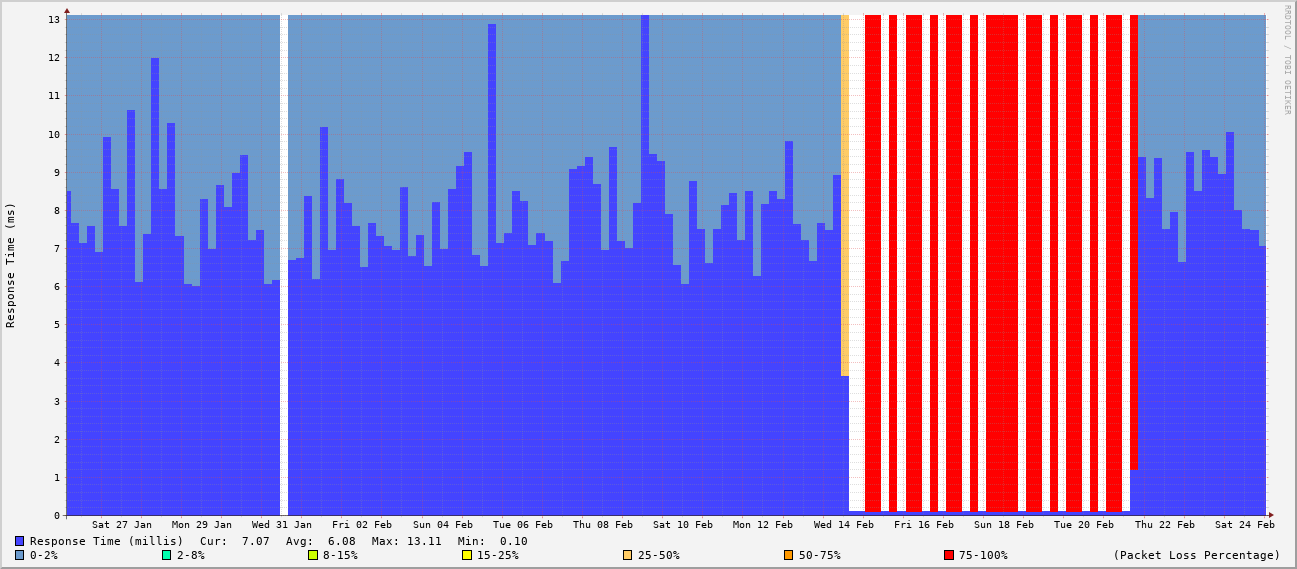 RRDTOOL / TOBI OETIKER
Response Time (ms)
13
12
11
10
9
8
7
6
5
4
3
2
1
0
Sat 27 Jan Mon 29 Jan Wed 31 Jan Fri 02 Feb Sun 04 Feb Tue 06 Feb Thu 08 Feb Sat 10 Feb Mon 12 Feb Wed 14 Feb Fri 16 Feb Sun 18 Feb Tue 20 Feb Thu 22 Feb Sat 24 Feb
Response Time (millis) Cur: 7.07 Avg: 6.08 Max: 13.11 Min: 0.10
0-2% 2-8% 8-15% 15-25% 25-50% 50-75% 75-100% (Packet Loss Percentage)